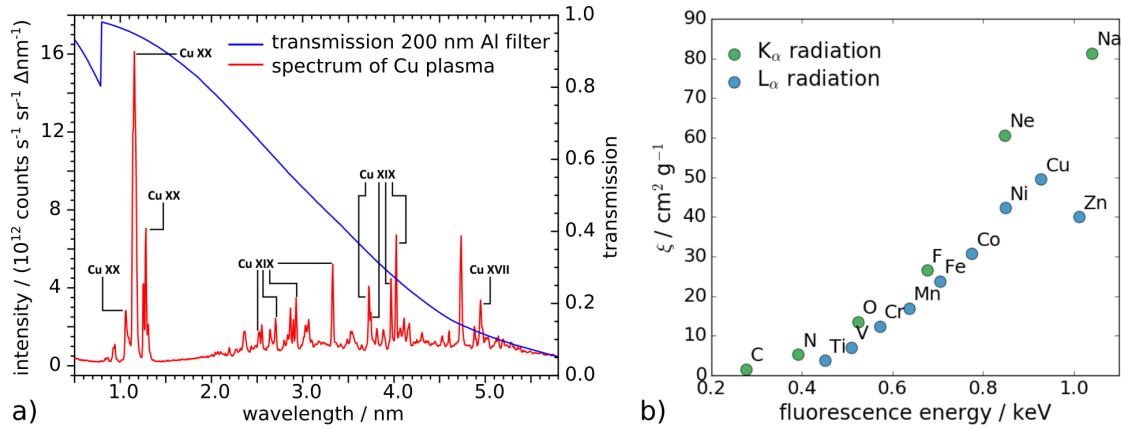 transmission 200 nm Al filter
spectrum of Cu plasma
Cu XX
Cu XX
Cu XX
Cu XIX
Cu XIX
Cu XVII
16
12
8
4
0
1.0
0.8
0.6
0.4
0.2
0.0
1.0
2.0
3.0
4.0
5.0
intensity / (10¹² counts s⁻¹ sr⁻¹ Δnm⁻¹)
transmission
wavelength / nm
a)
Kα radiation
Lα radiation
90
80
70
60
50
40
30
20
10
0
0.2
0.4
0.6
0.8
1.0
Na
Ne
Cu
Ni
Zn
Co
F
Fe
Mn
O
Cr
V
N
Ti
C
ξ / cm² g⁻¹
fluorescence energy / keV
b)